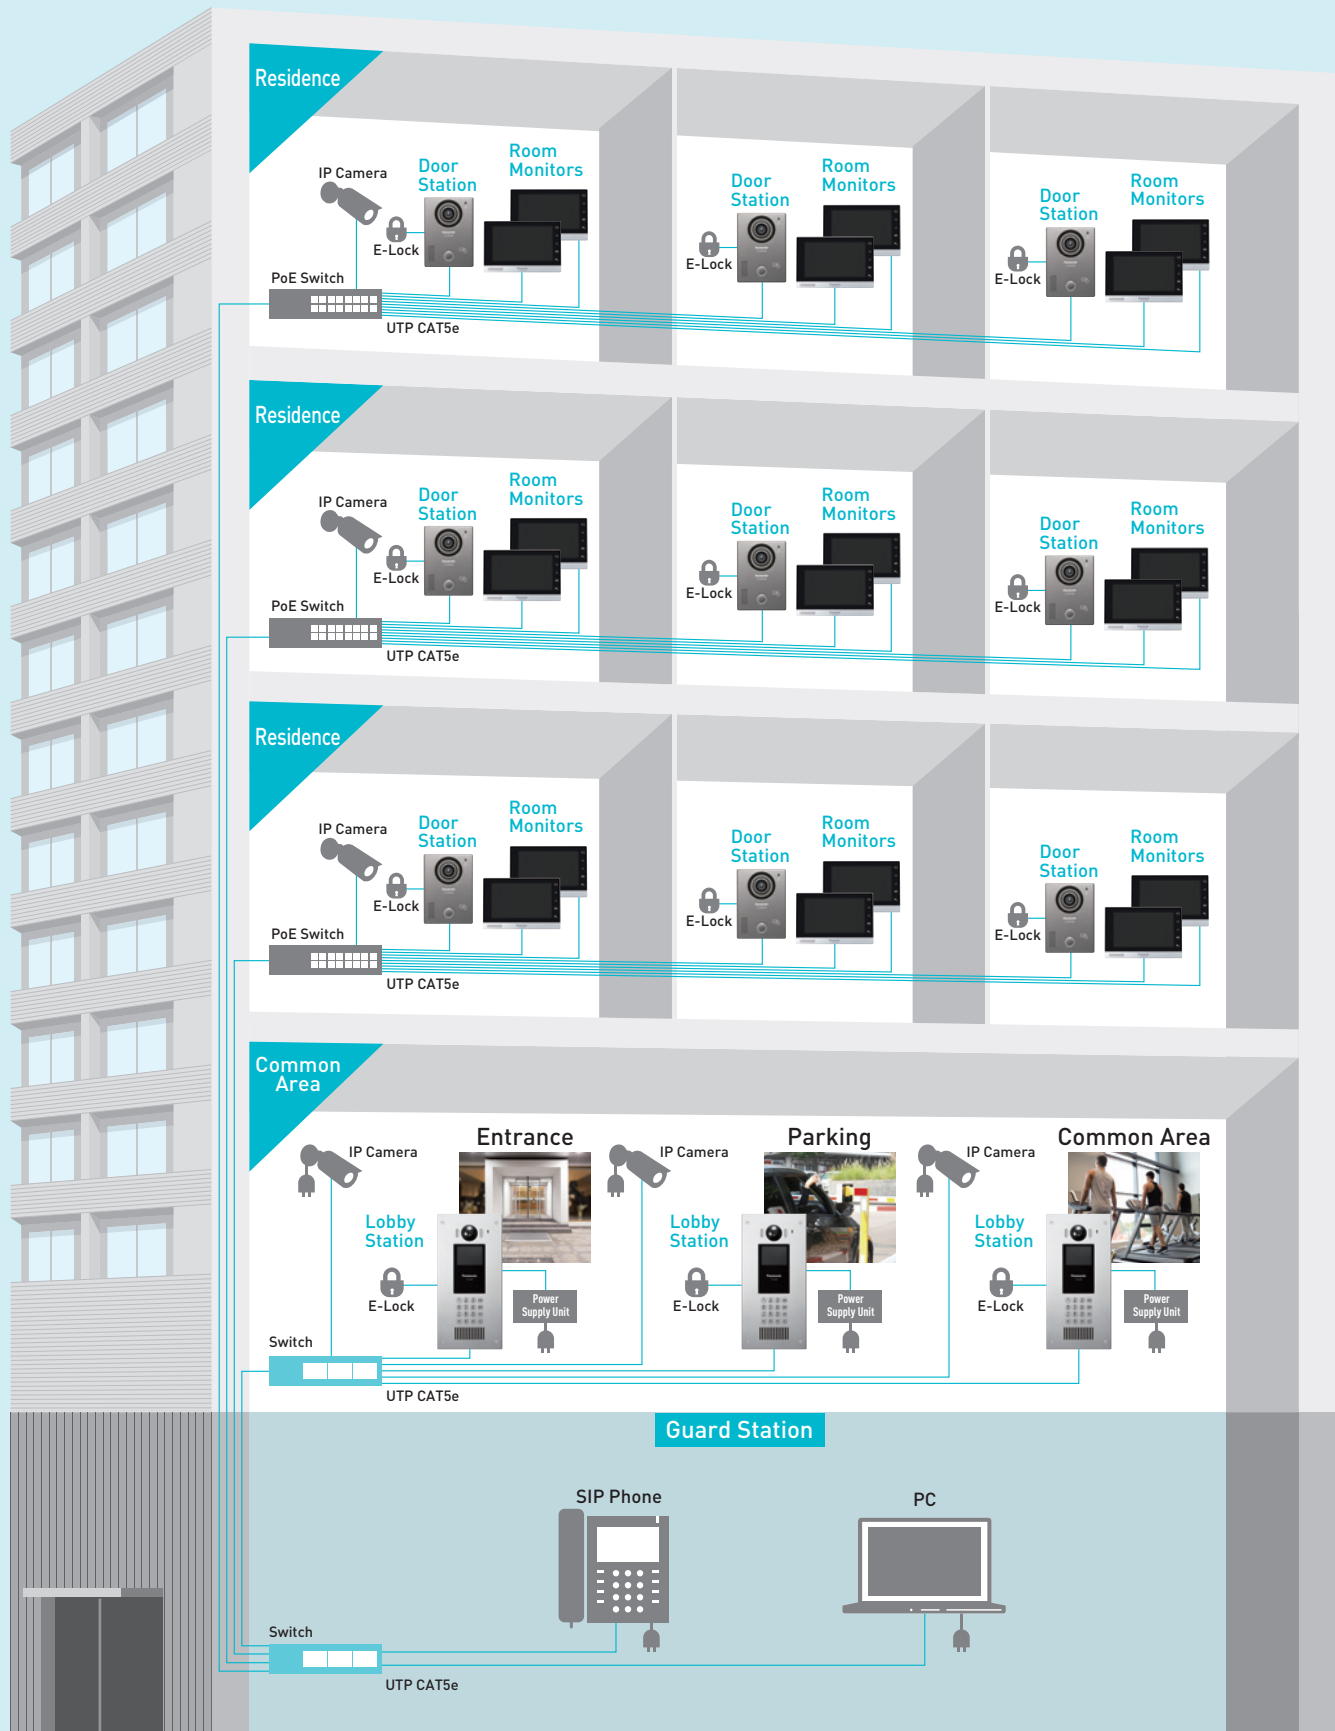 Residence
IP Camera
Door
Station
Room
Monitors
E-Lock
PoE Switch
UTP CAT5e
Door
Station
Room
Monitors
E-Lock
Door
Station
Room
Monitors
E-Lock
Residence
IP Camera
Door
Station
Room
Monitors
E-Lock
PoE Switch
UTP CAT5e
Door
Station
Room
Monitors
E-Lock
Door
Station
Room
Monitors
E-Lock
Residence
IP Camera
Door
Station
Room
Monitors
E-Lock
PoE Switch
UTP CAT5e
Door
Station
Room
Monitors
E-Lock
Door
Station
Room
Monitors
E-Lock
Common
Area
IP Camera
Entrance
Lobby
Station
E-Lock
Power
Supply Unit
IP Camera
Parking
Lobby
Station
E-Lock
Power
Supply Unit
IP Camera
Common Area
Lobby
Station
E-Lock
Power
Supply Unit
Switch
UTP CAT5e
Guard Station
SIP Phone
PC
Switch
UTP CAT5e